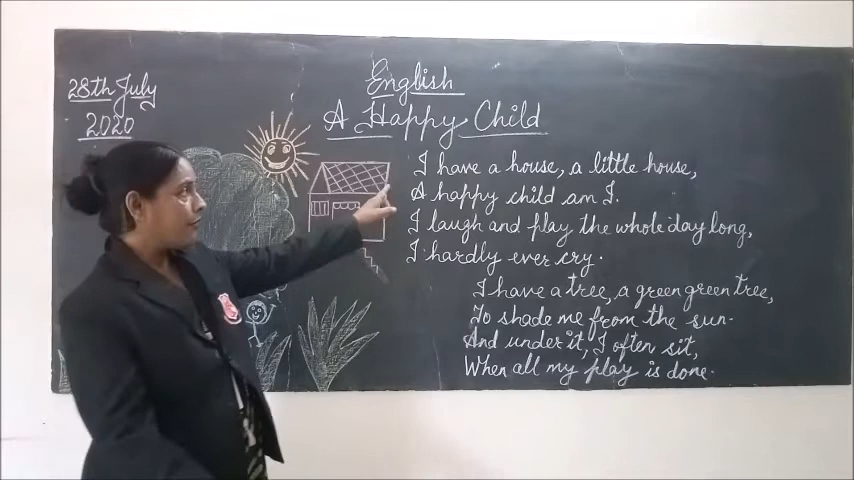 28th July
2020
English
A Happy Child
I have a house, a little house,
A happy child am I.
I laugh and play the whole day long,
I hardly ever cry.
I have a tree, a green green tree,
To shade me from the sun.
And under it, I often sit,
When all my play is done.